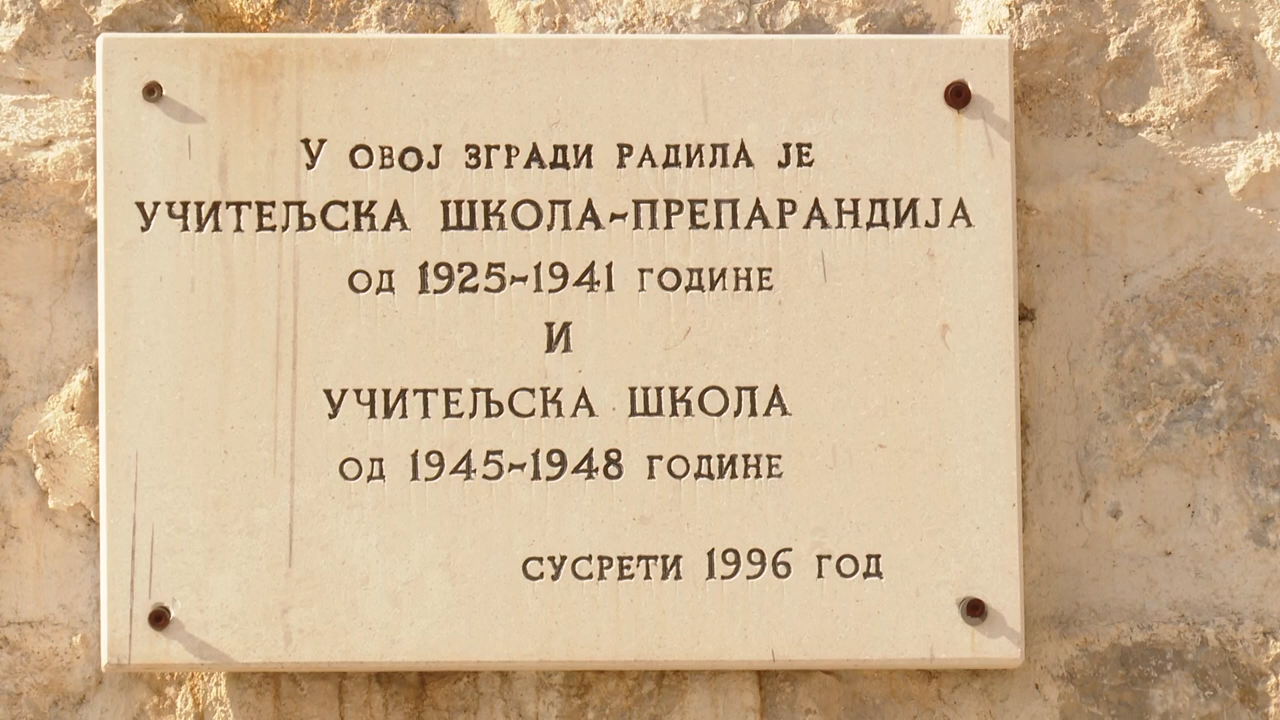 У ОВОЈ ЗГРАДИ РАДИЛА ЈЕ
УЧИТЕЉСКА ШКОЛА-ПРЕПАРАНДИЈА
ОД 1925-1941 ГОДИНЕ
И
УЧИТЕЉСКА ШКОЛА
ОД 1945-1948 ГОДИНЕ
СУСРЕТИ 1996 ГОД